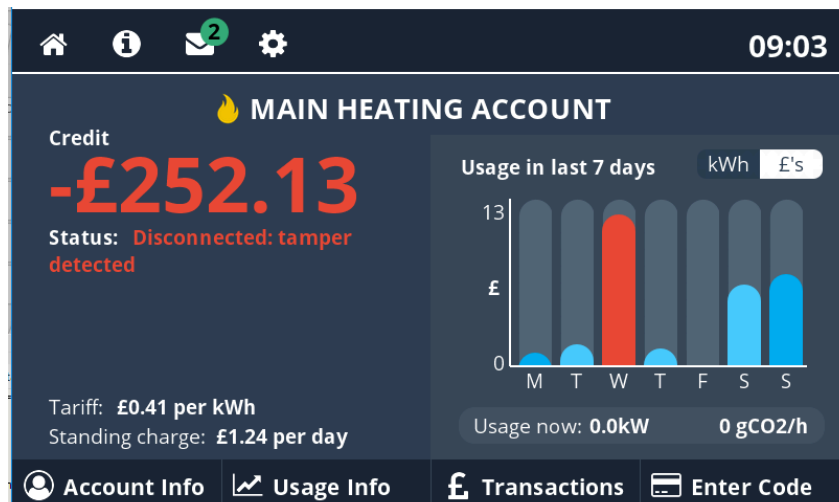 2
09:03
MAIN HEATING ACCOUNT
Credit
-£252.13
Status: Disconnected: tamper
detected
Tariff: £0.41 per kWh
Standing charge: £1.24 per day
Usage in last 7 days
kWh £'s
13
£
0
M T W T F S S
Usage now: 0.0kW 0 gCO2/h
Account Info Usage Info £ Transactions Enter Code